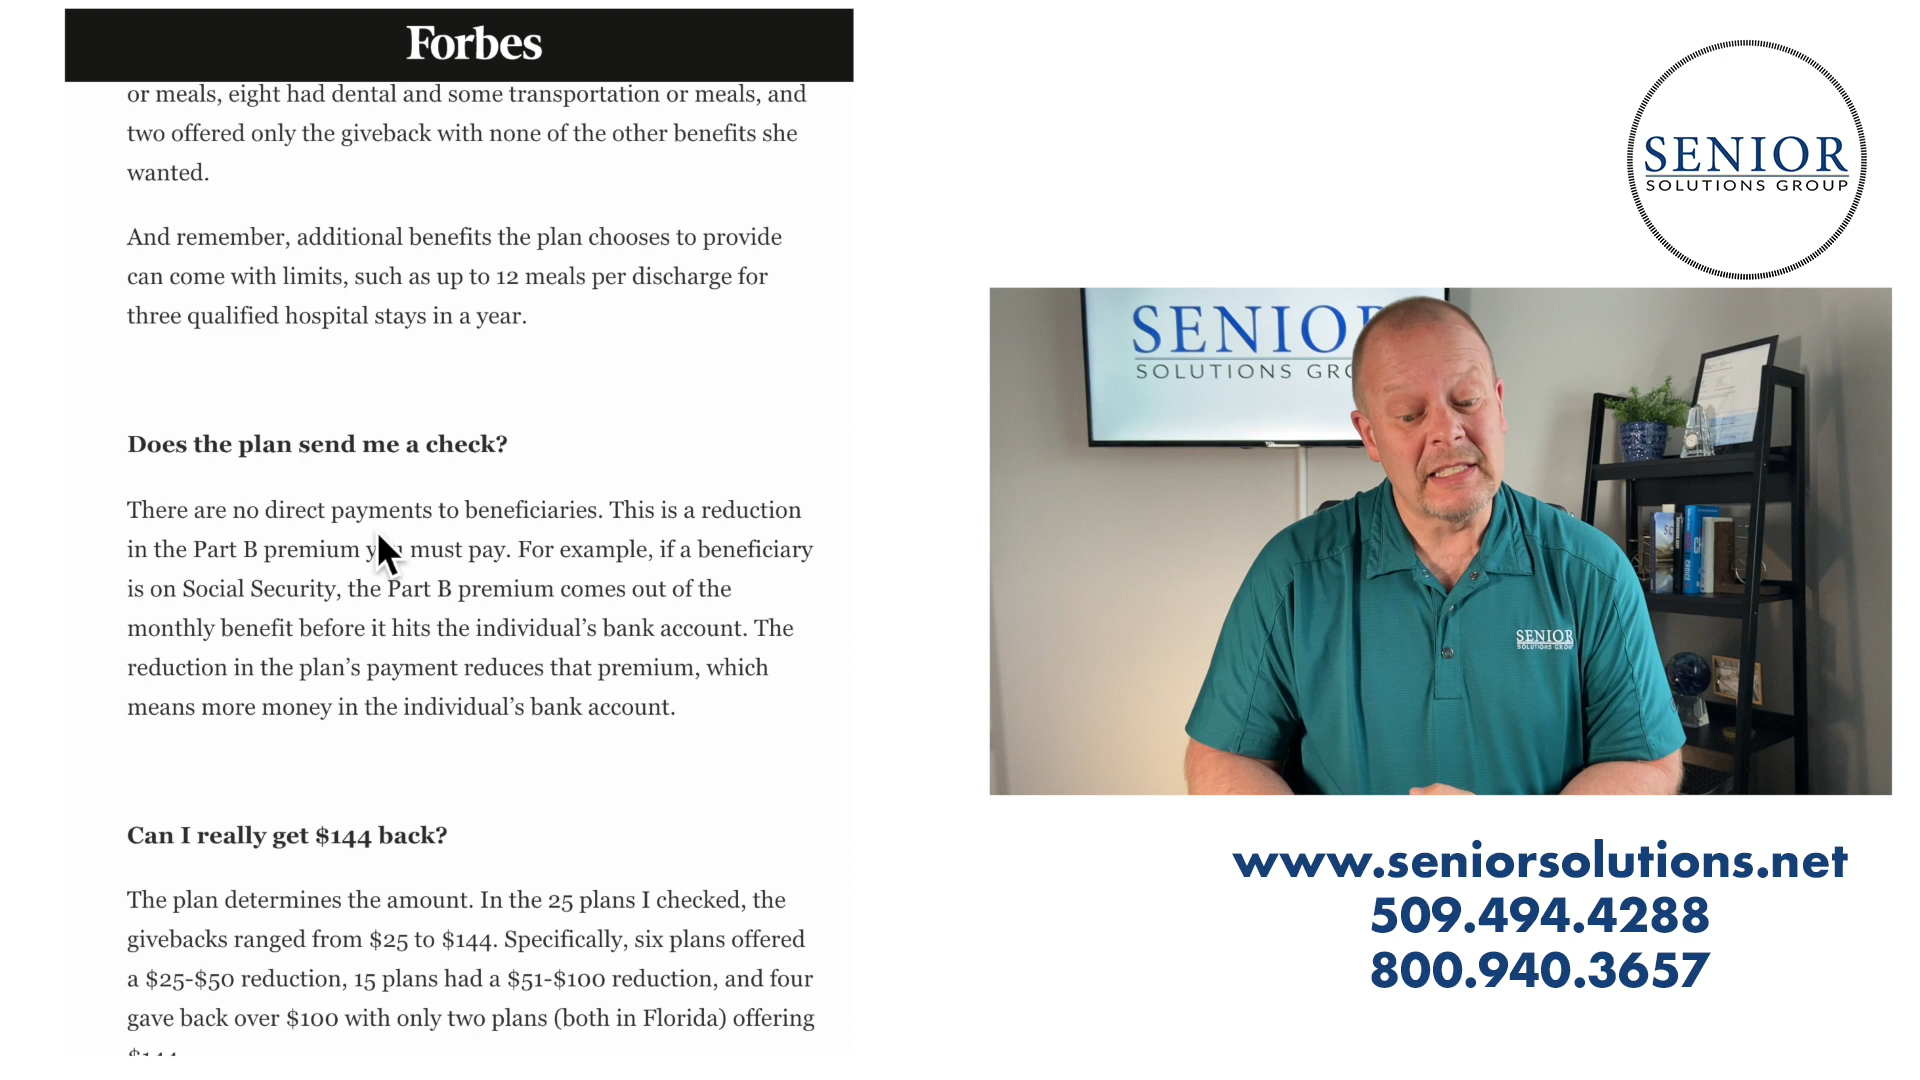 Forbes
or meals, eight had dental and some transportation or meals, and
two offered only the giveback with none of the other benefits she
wanted.
And remember, additional benefits the plan chooses to provide
can come with limits, such as up to 12 meals per discharge for
three qualified hospital stays in a year.
Does the plan send me a check?
There are no direct payments to beneficiaries. This is a reduction
in the Part B premium must pay. For example, if a beneficiary
is on Social Security, the Part B premium comes out of the
monthly benefit before it hits the individual’s bank account. The
reduction in the plan’s payment reduces that premium, which
means more money in the individual’s bank account.
Can I really get $144 back?
The plan determines the amount. In the 25 plans I checked, the
givebacks ranged from $25 to $144. Specifically, six plans offered
a $25-$50 reduction, 15 plans had a $51-$100 reduction, and four
gave back over $100 with only two plans (both in Florida) offering
SENIOR
SOLUTIONS GROUP
SENIOR
SOLUTIONS
SENIOR
SOLUTIONS GROUP
www.seniorsolutions.net
509.494.4288
800.940.3657